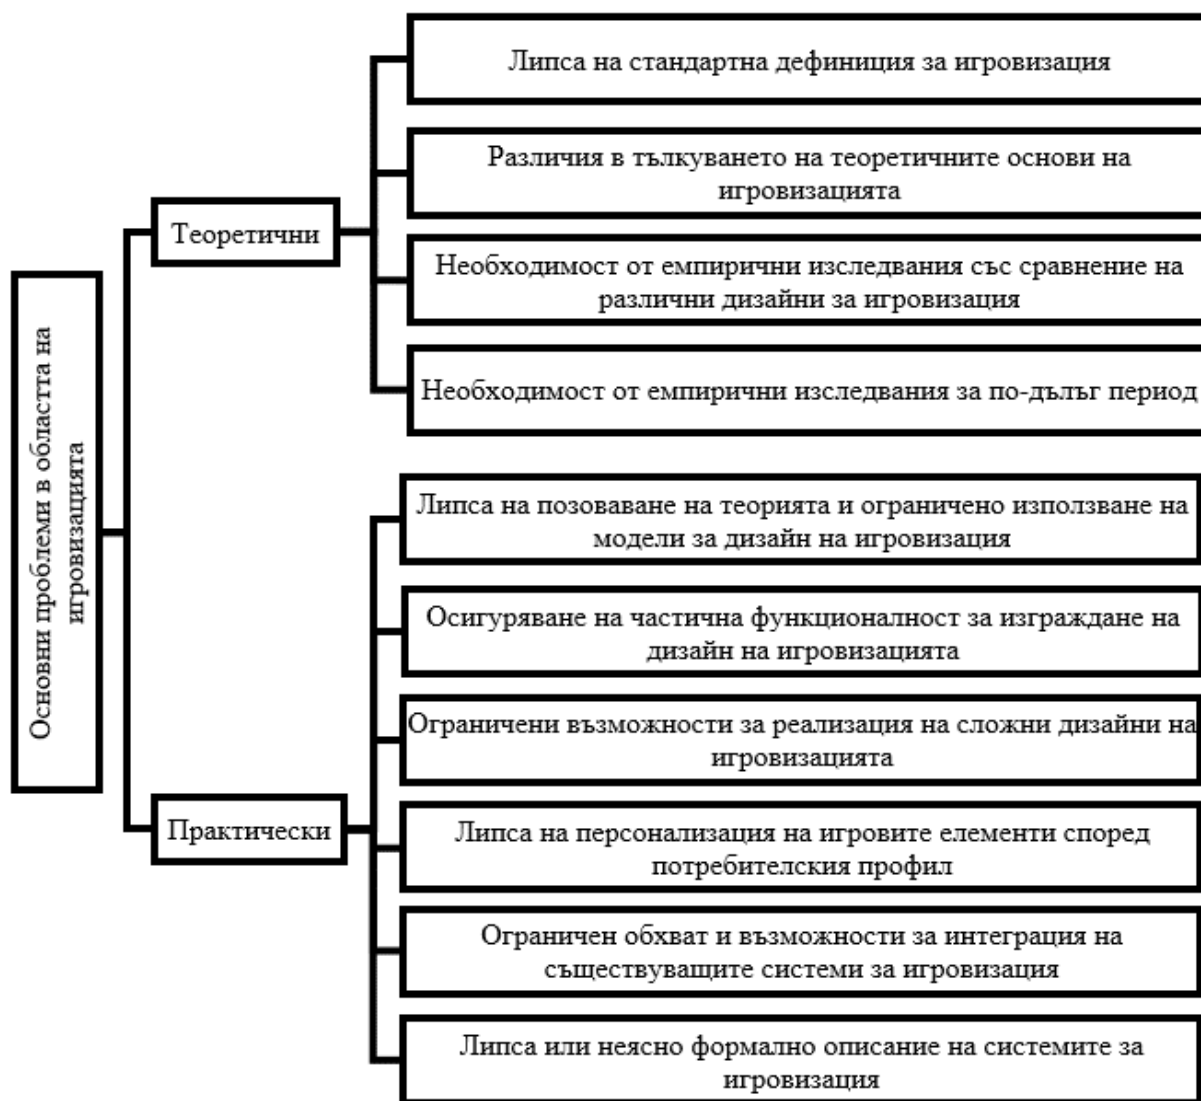 Основни проблеми в областта на
игровизацията
Теоретични
Липса на стандартна дефиниция за игровизация
Различия в тълкуването на теоретичните основи на
игровизацията
Необходимост от емпирични изследвания със сравнение на
различни дизайни за игровизация
Необходимост от емпирични изследвания за по-дълъг период
Практически
Липса на позоваване на теорията и ограничено използване на
модели за дизайн на игровизация
Осигуряване на частична функционалност за изграждане на
дизайн на игровизацията
Ограничени възможности за реализация на сложни дизайни на
игровизацията
Липса на персонализация на игровите елементи според
потребителския профил
Ограничен обхват и възможности за интеграция на
съществуващите системи за игровизация
Липса или неясно формално описание на системите за
игровизация